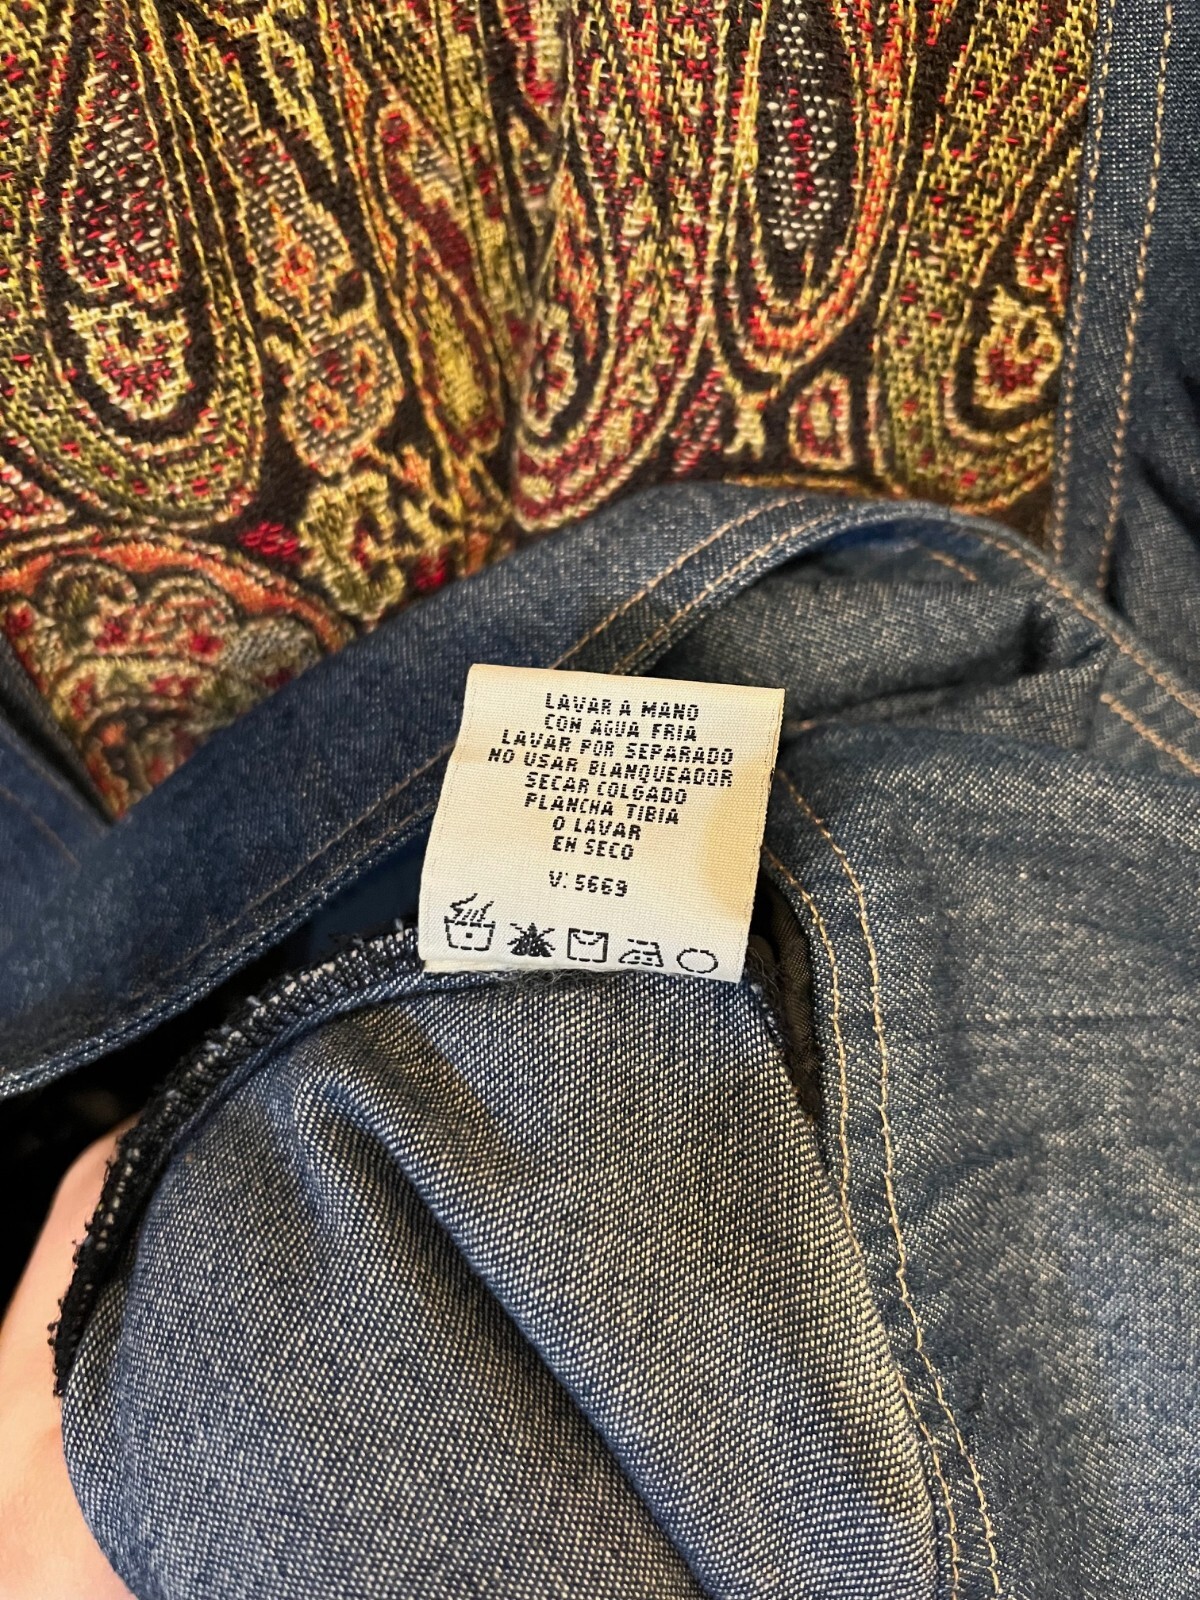 LAVAR A MANO
CON AGUA FRIA
LAVAR POR SEPARADO
NO USAR BLANQUEADOR
SECAR COLGADO
PLANCHA TIBIA
O LAVAR
EN SECO
V: 5669